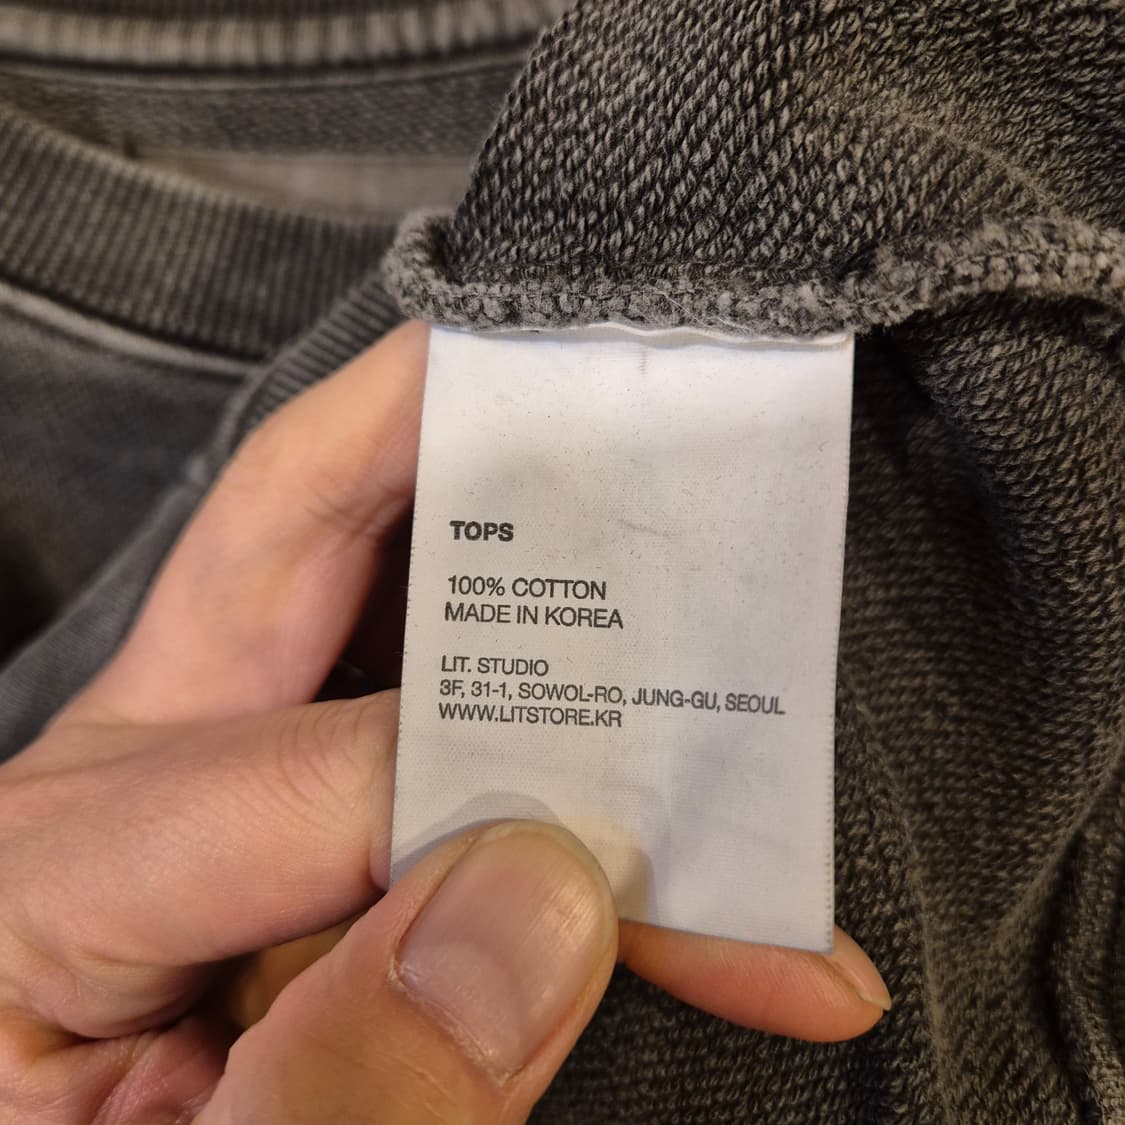 TOPS
100% COTTON
MADE IN KOREA
LIT. STUDIO
3F, 31-1, SOWOL-RO, JUNG-GU, SEOUL
WWW.LITSTORE.KR